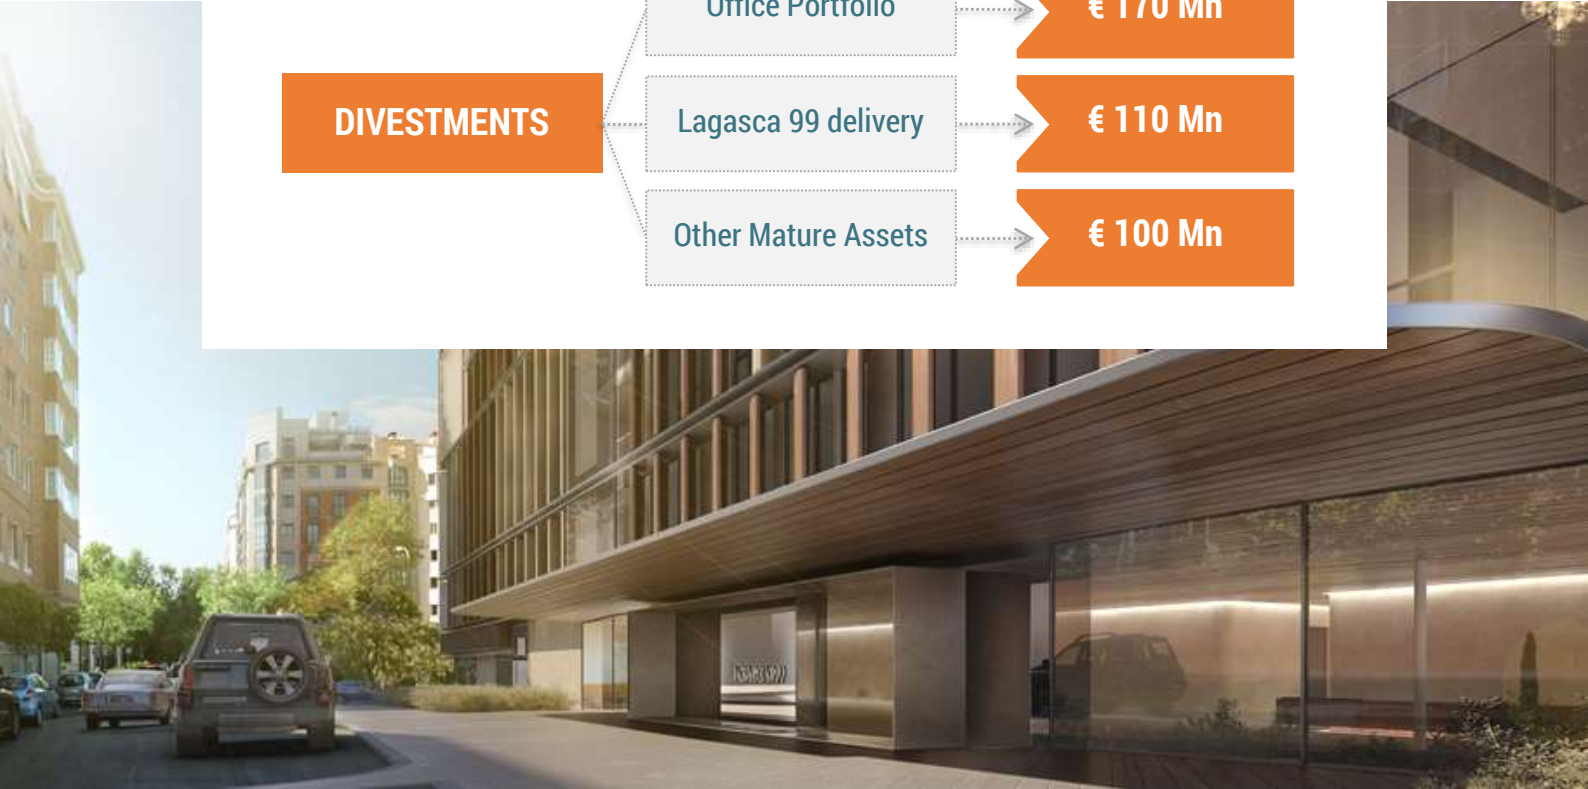 Office Portfolio
€ 170 Mn
DIVESTMENTS
Lagasca 99 delivery
€ 110 Mn
Other Mature Assets
€ 100 Mn